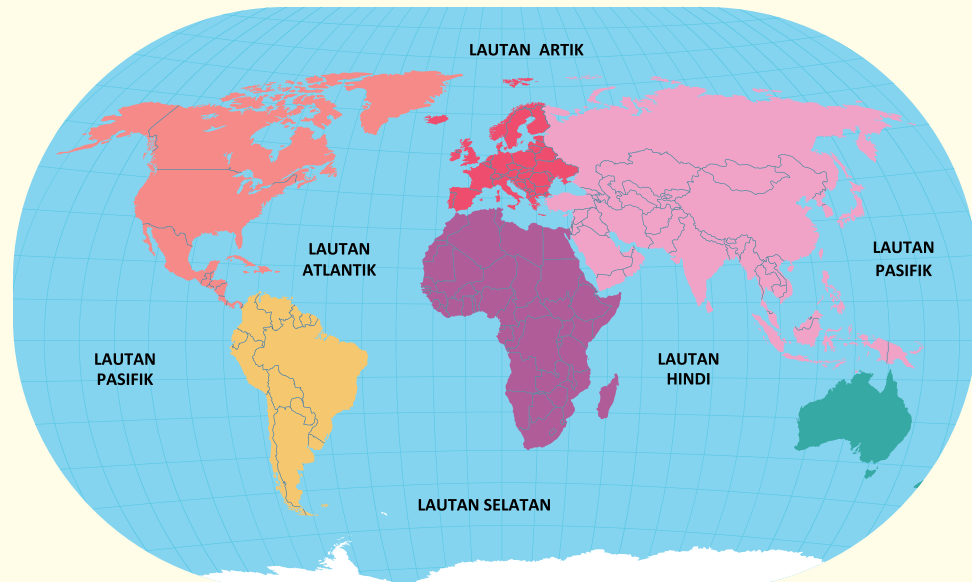 LAUTAN ARTIK
LAUTAN
ATLANTIK
LAUTAN
PASIFIK
LAUTAN
PASIFIK
LAUTAN
HINDI
LAUTAN SELATAN